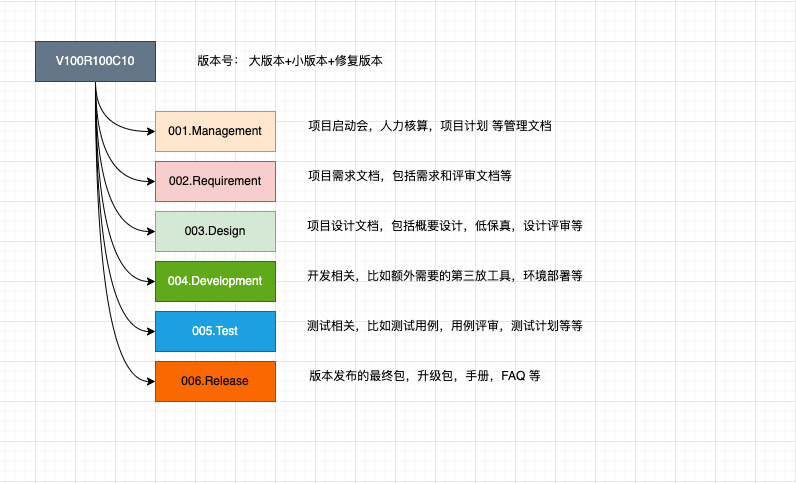 V100R100C10
版本号： 大版本+小版本+修复版本
001.Management
项目启动会，人力核算，项目计划 等管理文档
002.Requirement
项目需求文档，包括需求和评审文档等
003.Design
项目设计文档，包括概要设计，低保真，设计评审等
004.Development
开发相关，比如额外需要的第三放工具，环境部署等
005.Test
测试相关，比如测试用例，用例评审，测试计划等等
006.Release
版本发布的最终包，升级包，手册，FAQ 等